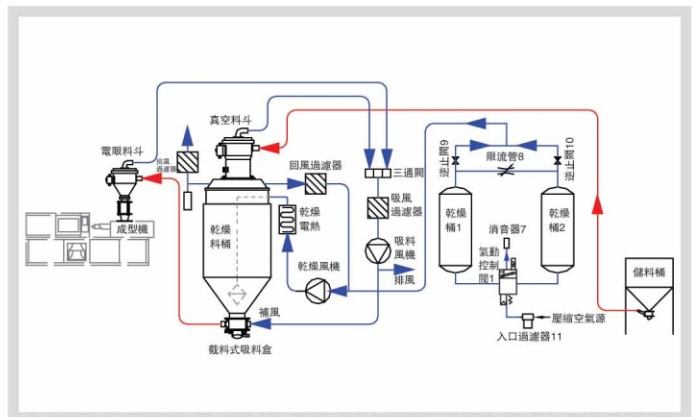 真空料斗
電眼料斗
排風
過濾器
回風過濾器
三通閥
逆止閥9
限流管8
逆止閥10
吸風
過濾器
乾燥
料桶
乾燥
電熱
乾燥
桶1
乾燥
桶2
成型機
消音器7
吸料
風機
氣動
控制
閥1
乾燥風機
排風
儲料桶
補風
壓縮空氣源
入口過濾器11
截料式吸料盒